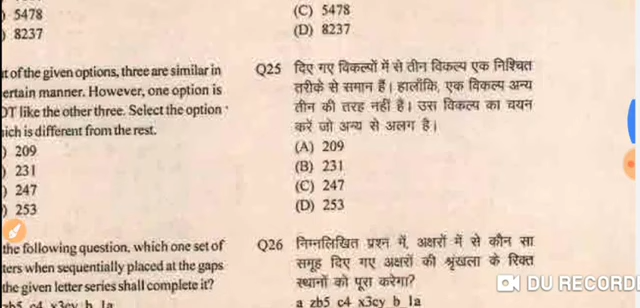 5478
8237
(C) 5478
(D) 8237
of the given options, three are similar in
certain manner. However, one option is
like the other three. Select the option
which is different from the rest.
209
231
247
253
Q25 दिए गए विकल्पों में से तीन विकल्प एक निश्चित
तरीके से समान हैं। हालाँकि, एक विकल्प अन्य
तीन की तरह नहीं है। उस विकल्प का चयन
करें जो अन्य से अलग है।
(A) 209
(B) 231
(C) 247
(D) 253
the following question, which one set of
letters when sequentially placed at the gaps
the given letter series shall complete it?
Q26 निम्नलिखित प्रश्न में, अक्षरों में से कौन सा
समूह दिए गए अक्षरों की श्रृंखला के रिक्त
स्थानों को पूरा करेगा?
a zb5 c4 x3cy b 1a
DU RECORD